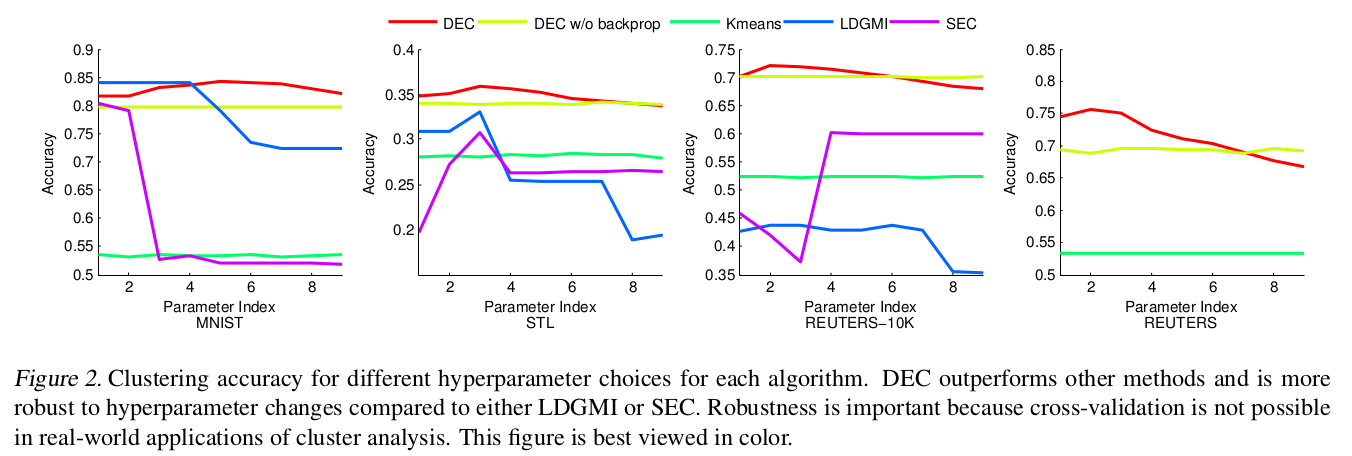 DEC DEC w/o backprop Kmeans LDGMI SEC
0.9
0.85
0.8
0.75
0.7
0.65
0.6
0.55
0.5
Accuracy
2 4 6 8
Parameter Index
MNIST
0.4
0.35
0.3
0.25
0.2
Accuracy
2 4 6 8
Parameter Index
STL
0.75
0.7
0.65
0.6
0.55
0.5
0.45
0.4
0.35
Accuracy
2 4 6 8
Parameter Index
REUTERS−10K
0.85
0.8
0.75
0.7
0.65
0.6
0.55
0.5
Accuracy
2 4 6 8
Parameter Index
REUTERS
Figure 2. Clustering accuracy for different hyperparameter choices for each algorithm. DEC outperforms other methods and is more
robust to hyperparameter changes compared to either LDGMI or SEC. Robustness is important because cross-validation is not possible
in real-world applications of cluster analysis. This figure is best viewed in color.